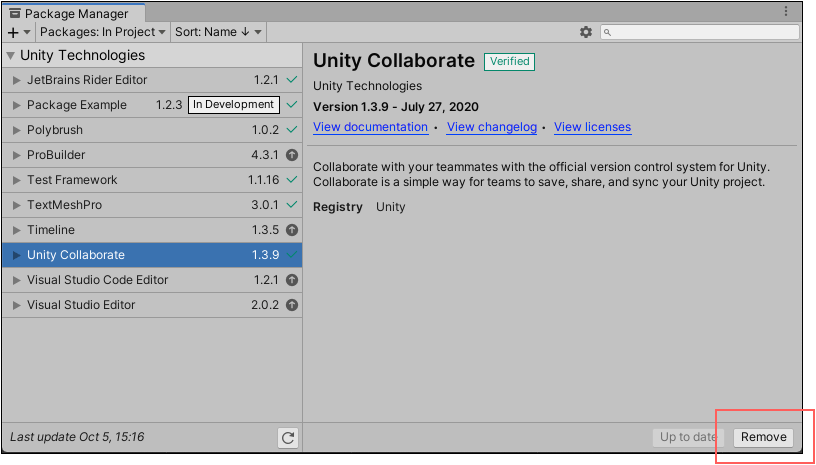 Package Manager
+ Packages: In Project Sort: Name ↓
Unity Technologies
JetBrains Rider Editor 1.2.1
Package Example 1.2.3 In Development
Polybrush 1.0.2
ProBuilder 4.3.1
Test Framework 1.1.16
TextMeshPro 3.0.1
Timeline 1.3.5
Unity Collaborate 1.3.9
Visual Studio Code Editor 1.2.1
Visual Studio Editor 2.0.2
Last update Oct 5, 15:16
Unity Collaborate Verified
Unity Technologies
Version 1.3.9 - July 27, 2020
View documentation • View changelog • View licenses
Collaborate with your teammates with the official version control system for Unity.
Collaborate is a simple way for teams to save, share, and sync your Unity project.
Registry Unity
Up to date Remove